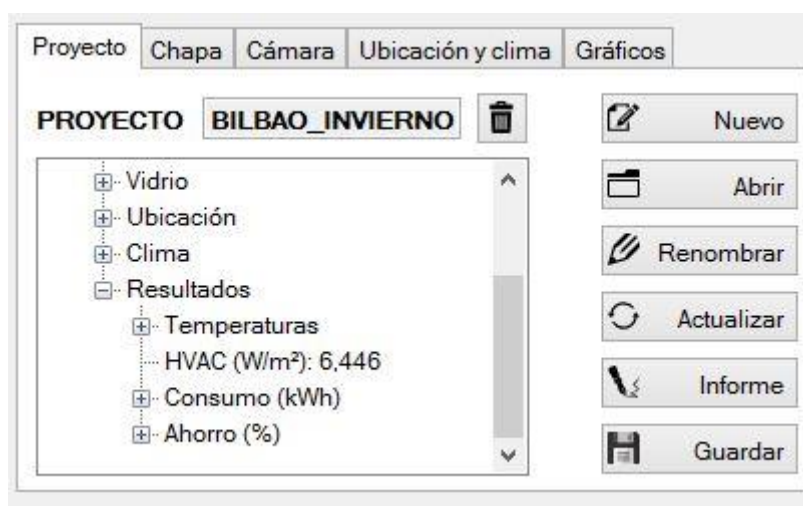 Proyecto Chapa Cámara Ubicación y clima Gráficos
PROYECTO BILBAO_INVIERNO
Vidrio
Ubicación
Clima
Resultados
Temperaturas
HVAC (W/m²): 6,446
Consumo (kWh)
Ahorro (%)
Nuevo
Abrir
Renombrar
Actualizar
Informe
Guardar